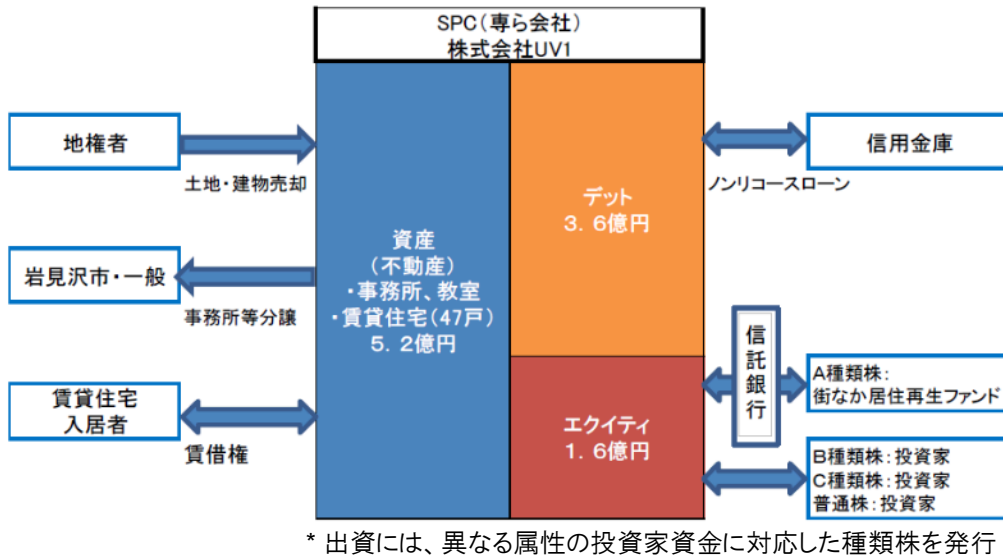 SPC(専ら会社)
株式会社UV1
地権者
土地・建物売却
岩見沢市・一般
事務所等分譲
賃貸住宅
入居者
賃借権
資産
(不動産)
・事務所、教室
・賃貸住宅(47戸)
5.2億円
デット
3.6億円
エクイティ
1.6億円
信用金庫
ノンリコースローン
信託銀行
A種類株:
街なか居住再生ファンド
B種類株:投資家
C種類株:投資家
普通株:投資家
* 出資には、異なる属性の投資家資金に対応した種類株を発行